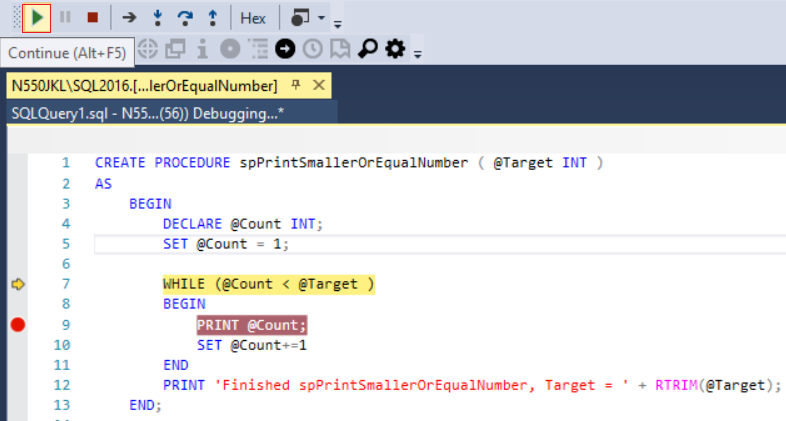 Hex
Continue (Alt+F5)
N550JKL\SQL2016.[...lerOrEqualNumber]
SQLQuery1.sql - N55...(56)) Debugging...*
1 CREATE PROCEDURE spPrintSmallerOrEqualNumber ( @Target INT )
2 AS
3 BEGIN
4 DECLARE @Count INT;
5 SET @Count = 1;
6
7 WHILE (@Count < @Target )
8 BEGIN
9 PRINT @Count;
10 SET @Count+=1
11 END
12 PRINT 'Finished spPrintSmallerOrEqualNumber, Target = ' + RTRIM(@Target);
13 END;